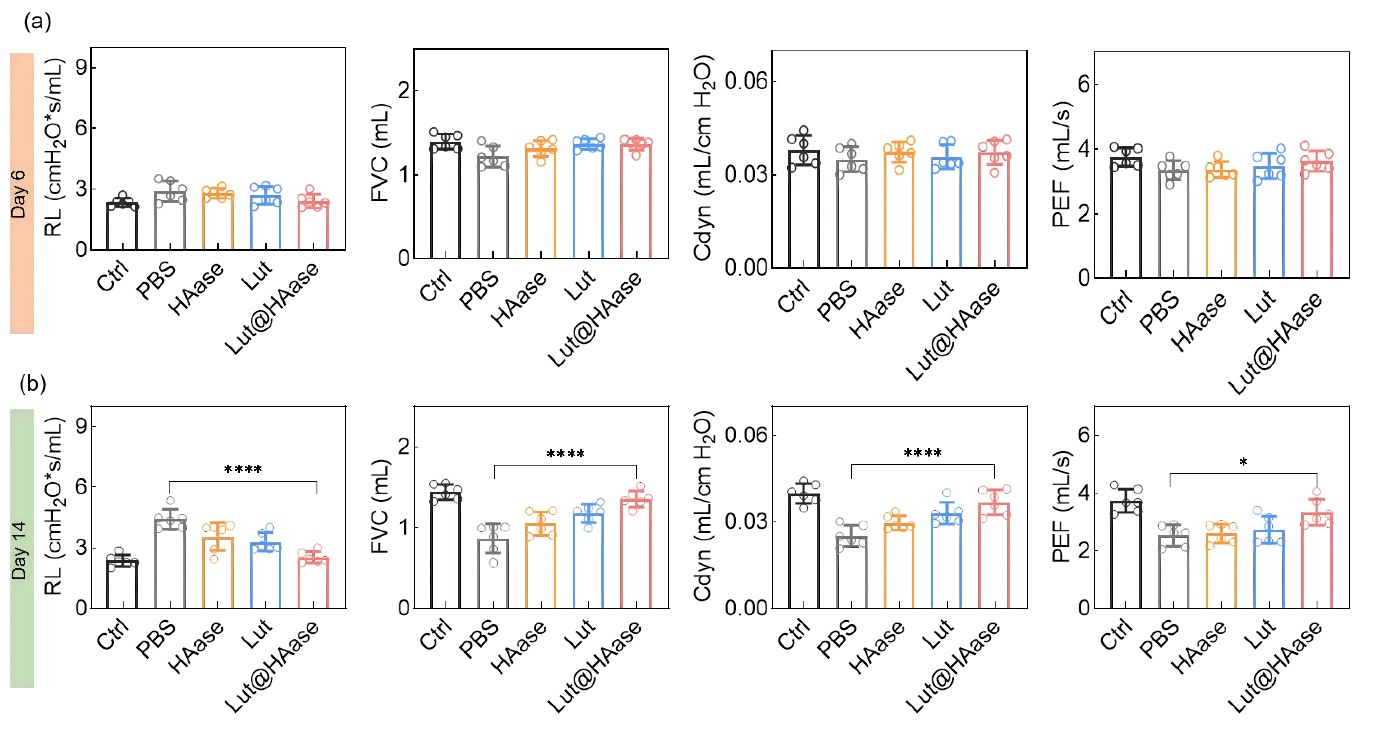 (a)
Day 6
RL (cmH2O*s/mL)
9
6
3
0
Ctrl
PBS
HAase
Lut
Lut@HAase
FVC (mL)
2
1
0
Ctrl
PBS
HAase
Lut
Lut@HAase
Cdyn (mL/cm H2O)
0.06
0.03
0.00
Ctrl
PBS
HAase
Lut
Lut@HAase
PEF (mL/s)
6
4
2
0
Ctrl
PBS
HAase
Lut
Lut@HAase
(b)
Day 14
RL (cmH2O*s/mL)
9
6
3
0
****
Ctrl
PBS
HAase
Lut
Lut@HAase
FVC (mL)
2
1
0
****
Ctrl
PBS
HAase
Lut
Lut@HAase
Cdyn (mL/cm H2O)
0.06
0.03
0.00
****
Ctrl
PBS
HAase
Lut
Lut@HAase
PEF (mL/s)
6
4
2
0
*
Ctrl
PBS
HAase
Lut
Lut@HAase